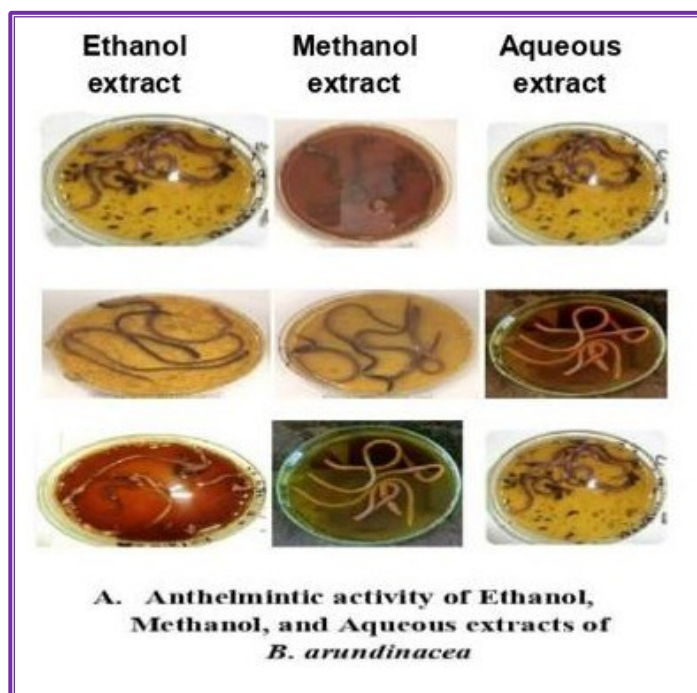 Ethanol extract
Methanol extract
Aqueous extract
A. Anthelmintic activity of Ethanol,
Methanol, and Aqueous extracts of
B. arundinacea